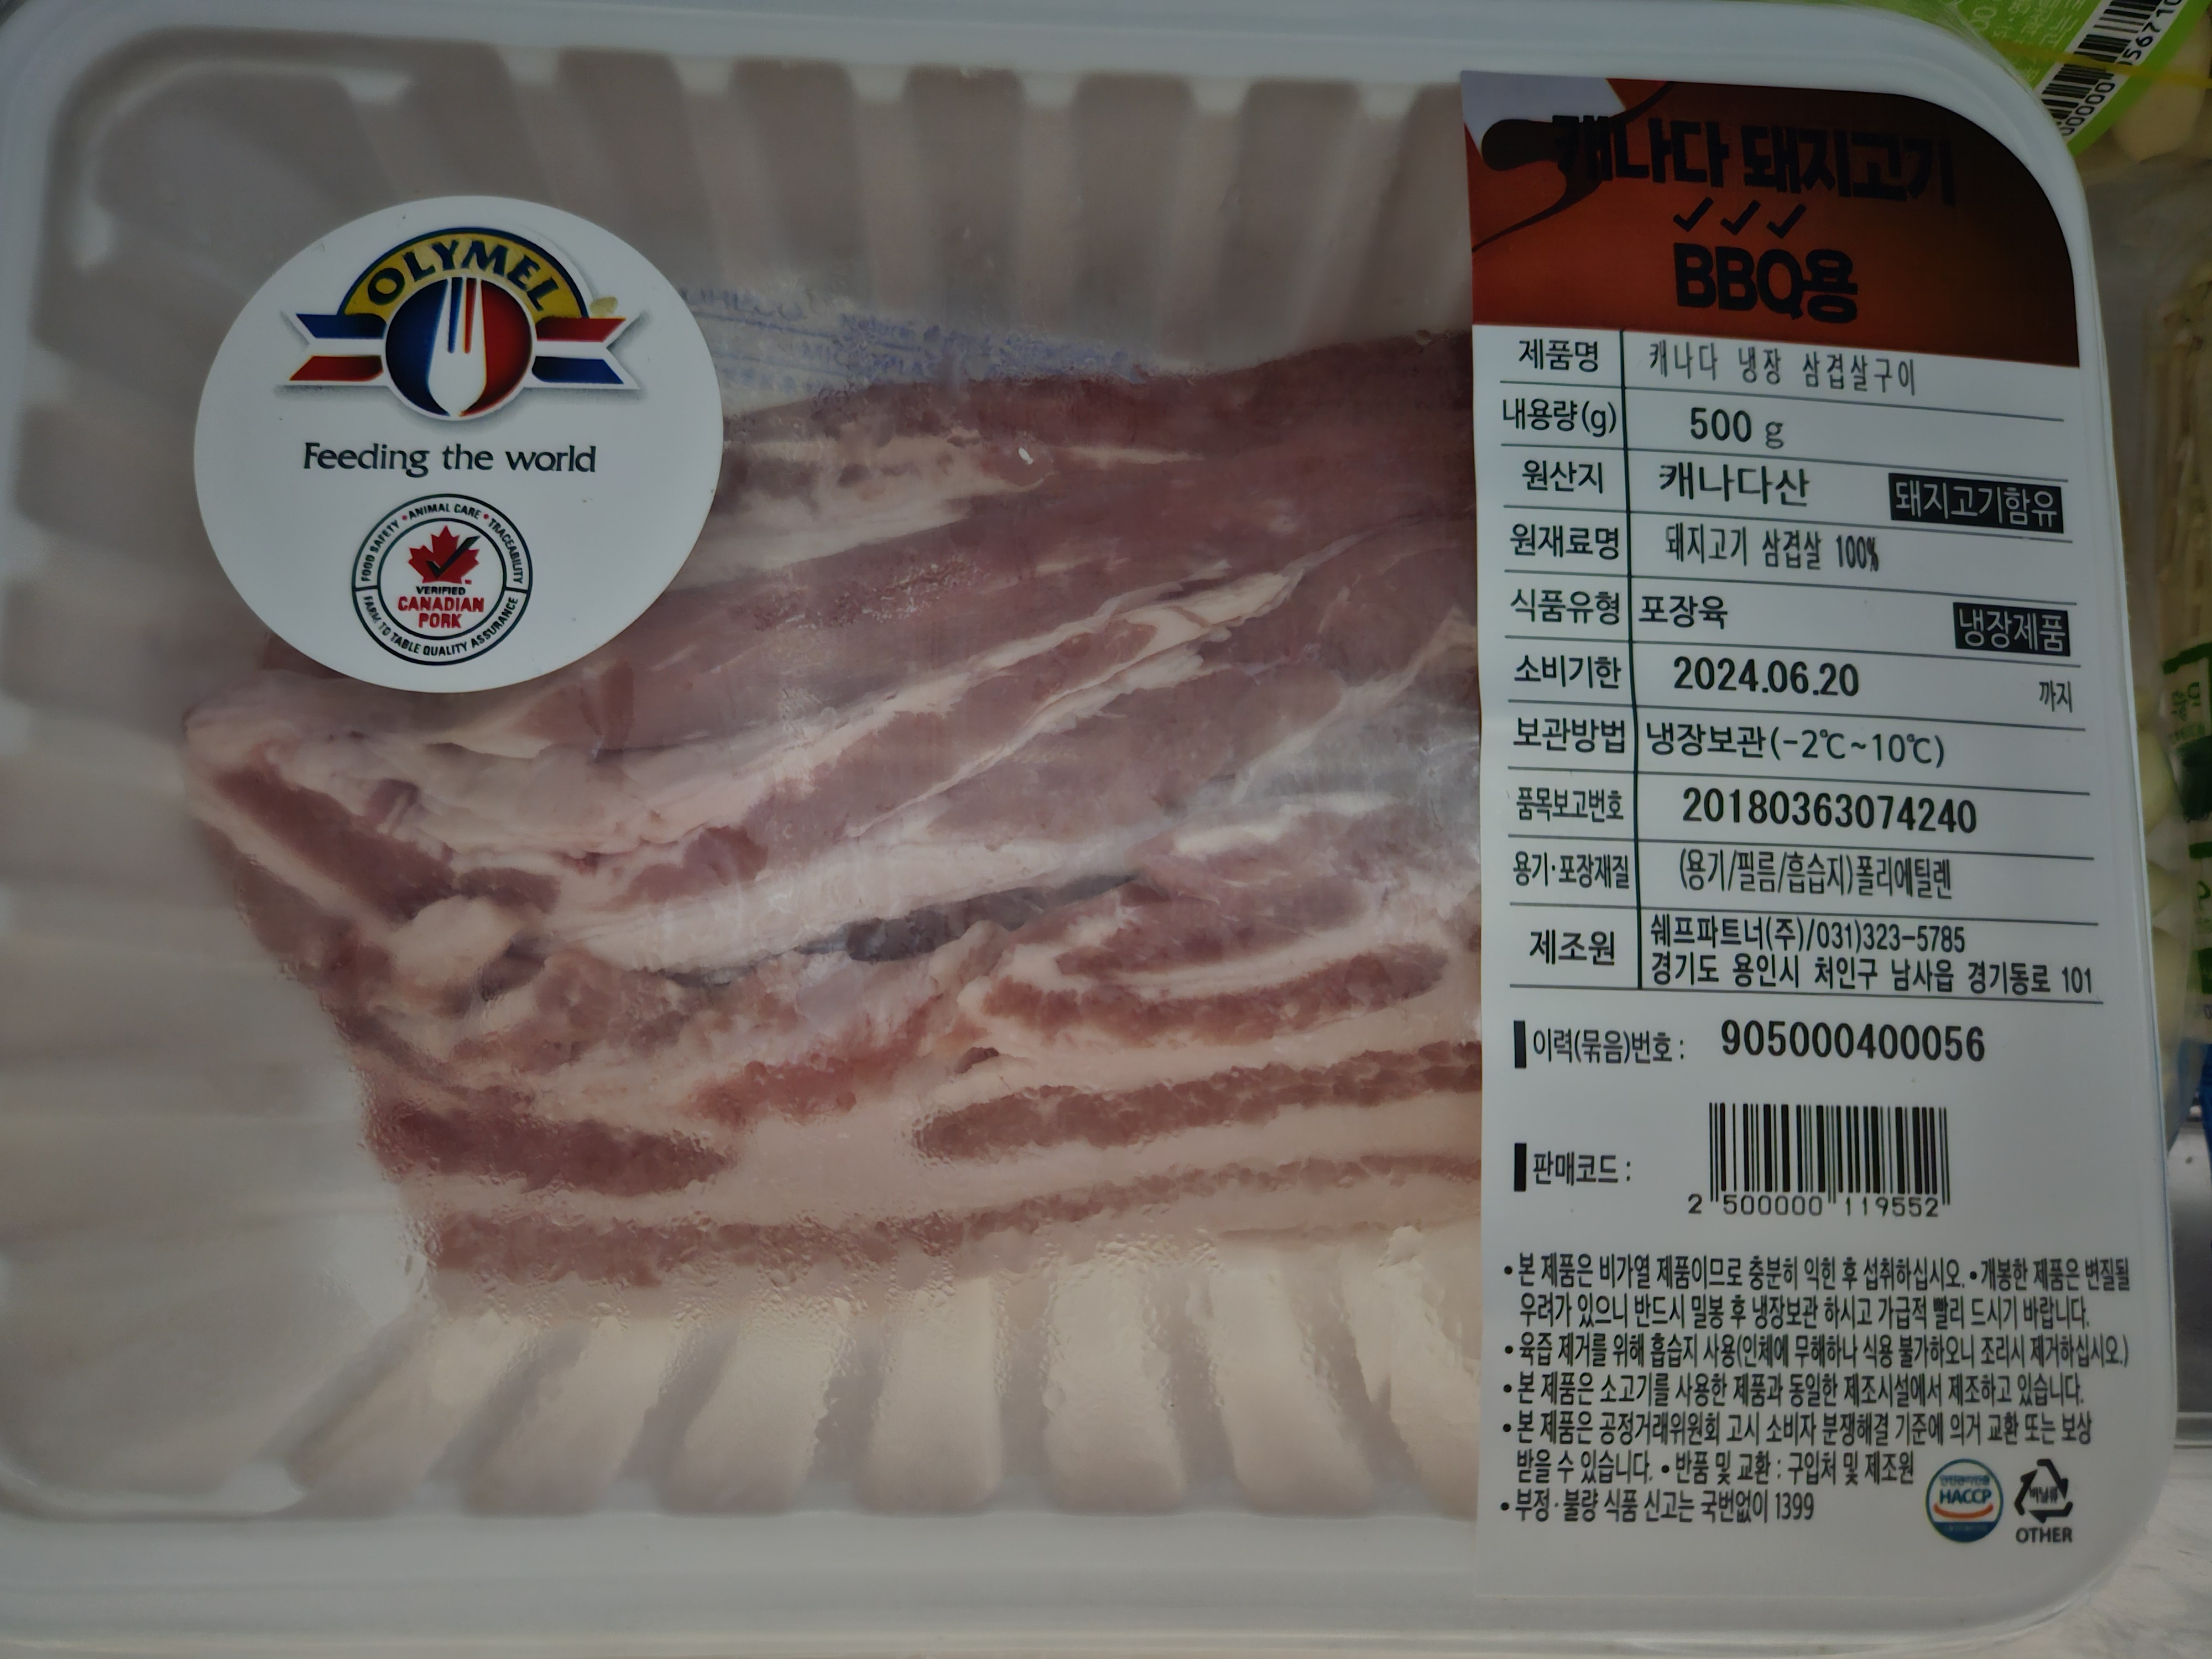 OLYMEL
Feeding the world
FOOD SAFETY • ANIMAL CARE • TRACEABILITY
VERIFIED
CANADIAN
PORK
FARM TO TABLE QUALITY ASSURANCE
캐나다 돼지고기
BBQ용
제품명 캐나다 냉장 삼겹살구이
내용량(g) 500 g
원산지 캐나다산 돼지고기함유
원재료명 돼지고기 삼겹살 100%
식품유형 포장육 냉장제품
소비기한 2024.06.20 까지
보관방법 냉장보관(-2℃~10℃)
품목보고번호 20180363074240
용기·포장재질 (용기/필름/흡습지)폴리에틸렌
제조원 쉐프파트너(주)/031)323-5785
경기도 용인시 처인구 남사읍 경기동로 101
이력(묶음)번호 : 905000400056
판매코드 :
2 500000 119552
• 본 제품은 비가열 제품이므로 충분히 익힌 후 섭취하십시오. • 개봉한 제품은 변질될
우려가 있으니 반드시 밀봉 후 냉장보관 하시고 가급적 빨리 드시기 바랍니다.
• 육즙 제거를 위해 흡습지 사용(인체에 무해하나 식용 불가하오니 조리시 제거하십시오.)
• 본 제품은 소고기를 사용한 제품과 동일한 제조시설에서 제조하고 있습니다.
• 본 제품은 공정거래위원회 고시 소비자 분쟁해결 기준에 의거 교환 또는 보상
받을 수 있습니다. • 반품 및 교환 : 구입처 및 제조원
• 부정·불량 식품 신고는 국번없이 1399
HACCP
비닐류
OTHER